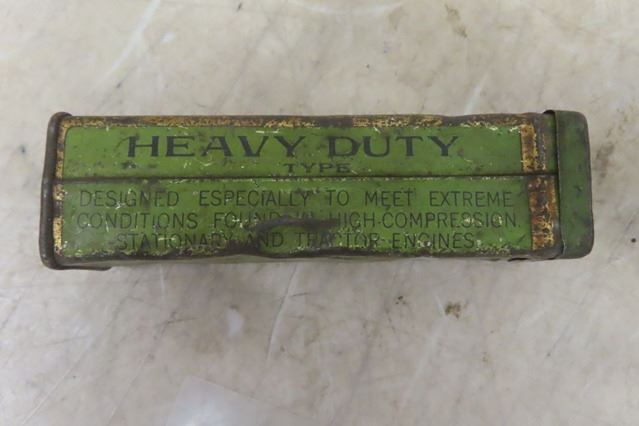 HEAVY DUTY
TYPE
DESIGNED ESPECIALLY TO MEET EXTREME
CONDITIONS FOUND IN HIGH-COMPRESSION
STATIONARY AND TRACTOR ENGINES.